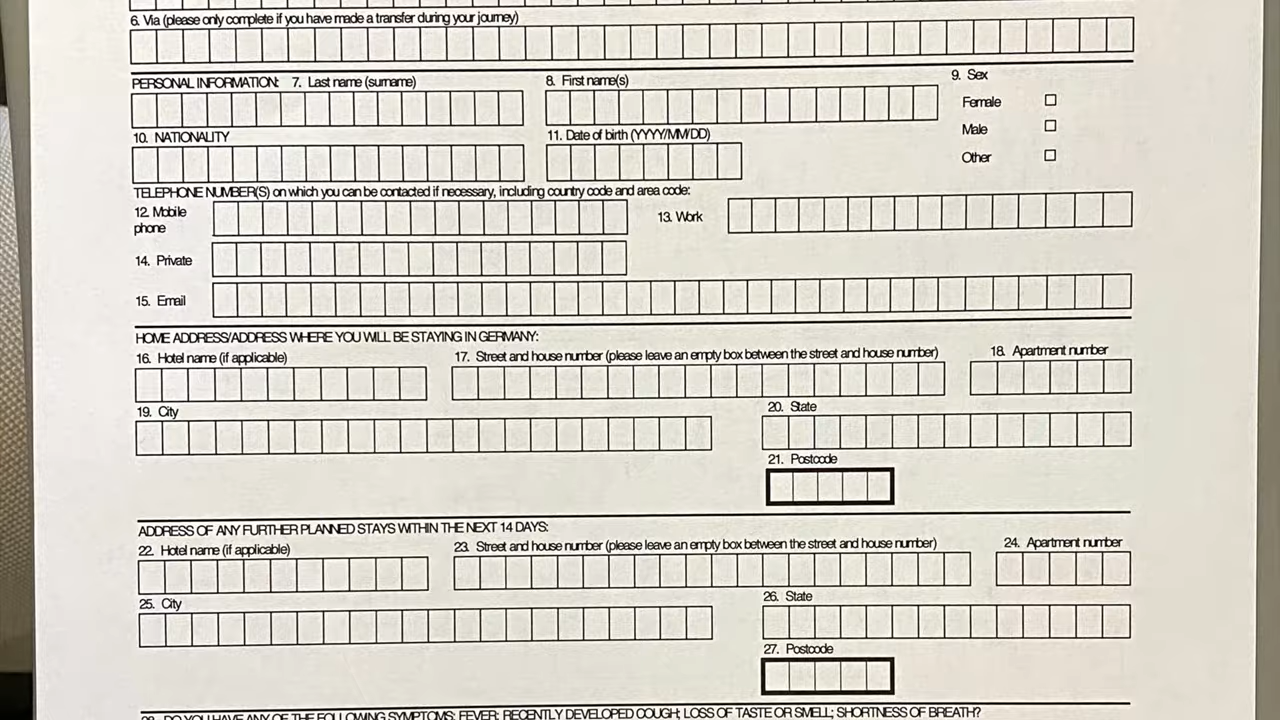 6. Via (please only complete if you have made a transfer during your journey)
PERSONAL INFORMATION: 7. Last name (surname)
8. First name(s)
9. Sex
Female
Male
Other
10. NATIONALITY
11. Date of birth (YYYY/MM/DD)
TELEPHONE NUMBER(S) on which you can be contacted if necessary, including country code and area code:
12. Mobile
phone
13. Work
14. Private
15. Email
HOME ADDRESS/ADDRESS WHERE YOU WILL BE STAYING IN GERMANY:
16. Hotel name (if applicable)
17. Street and house number (please leave an empty box between the street and house number)
18. Apartment number
19. City
20. State
21. Postcode
ADDRESS OF ANY FURTHER PLANNED STAYS WITHIN THE NEXT 14 DAYS:
22. Hotel name (if applicable)
23. Street and house number (please leave an empty box between the street and house number)
24. Apartment number
25. City
26. State
27. Postcode
28. DO YOU HAVE ANY OF THE FOLLOWING SYMPTOMS: FEVER; RECENTLY DEVELOPED COUGH; LOSS OF TASTE OR SMELL; SHORTNESS OF BREATH?